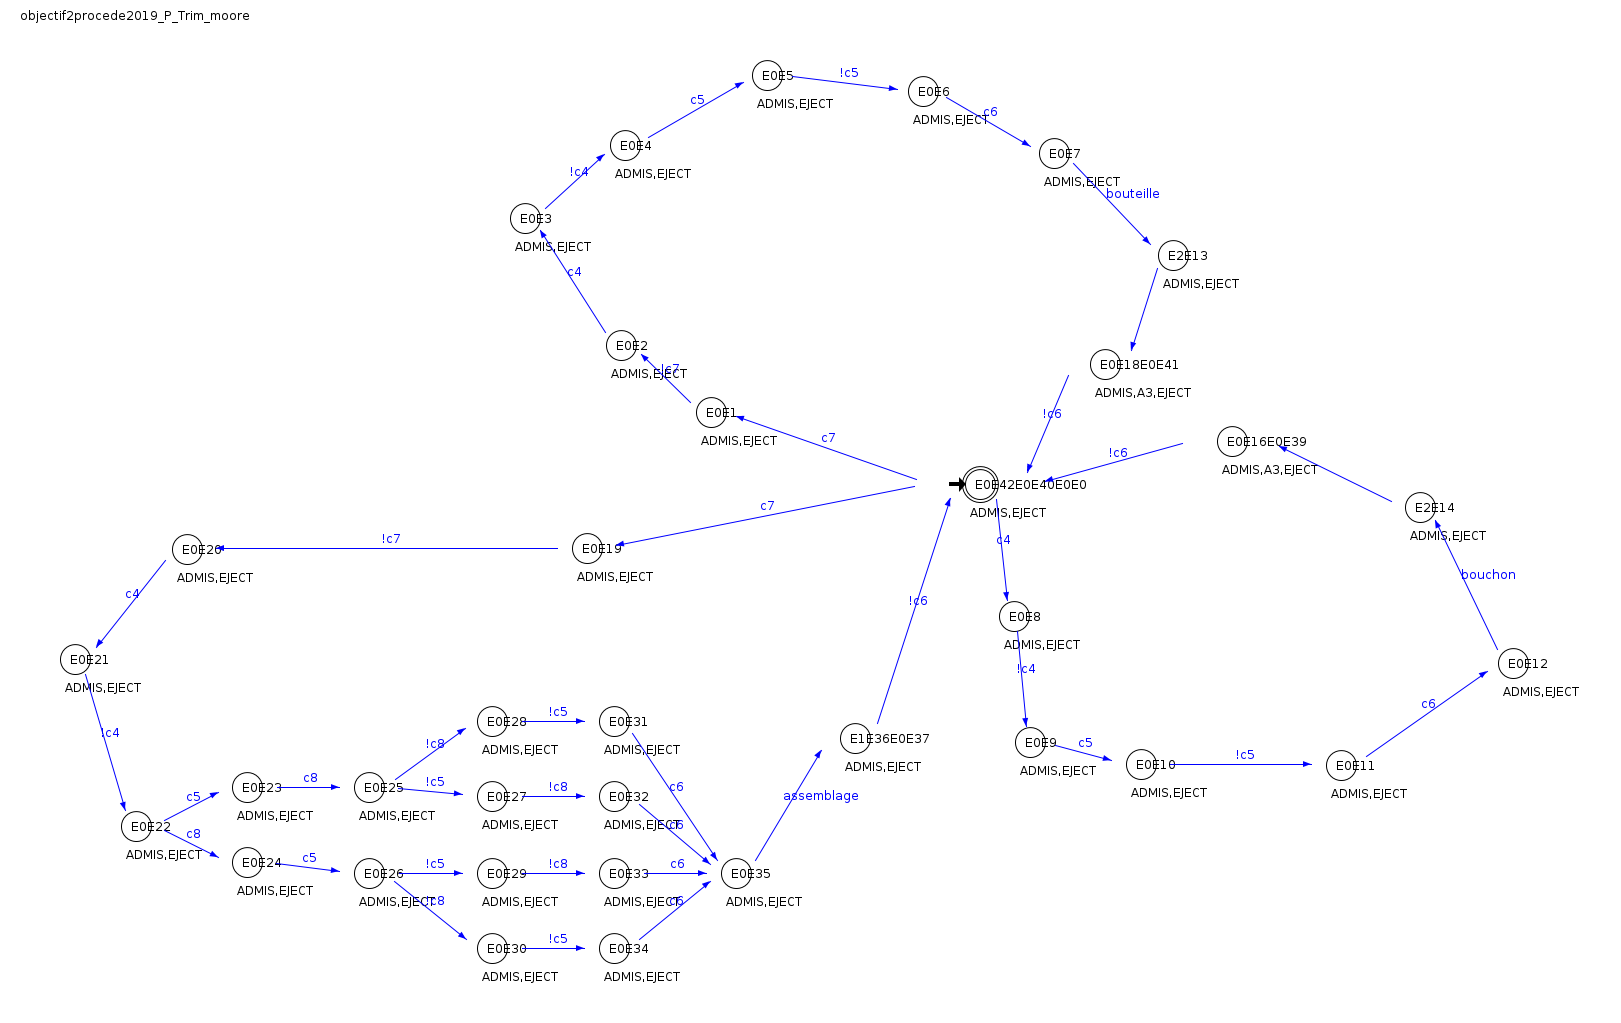 objectif2procede2019_P_Trim_moore
E0E5
!c5
ADMIS,EJECT
E0E6
c5
c6
ADMIS,EJECT
E0E4
!c4
ADMIS,EJECT
E0E7
ADMIS,EJECT
bouteille
E0E3
ADMIS,EJECT
c4
E2E13
ADMIS,EJECT
E0E2
!c7
ADMIS,EJECT
E0E18E0E41
ADMIS,A3,EJECT
E0E1
!c6
ADMIS,EJECT
c7
E0E16E0E39
!c6
ADMIS,A3,EJECT
E0E42E0E40E0E0
ADMIS,EJECT
c7
E2E14
ADMIS,EJECT
!c7
c4
E0E20
ADMIS,EJECT
E0E19
ADMIS,EJECT
bouchon
c4
!c6
E0E8
ADMIS,EJECT
E0E21
ADMIS,EJECT
!c4
E0E12
ADMIS,EJECT
c6
!c4
E0E28
!c5
E0E31
ADMIS,EJECT
ADMIS,EJECT
!c8
E1E36E0E37
ADMIS,EJECT
E0E9
c5
ADMIS,EJECT
E0E10
!c5
ADMIS,EJECT
E0E11
ADMIS,EJECT
E0E23
c8
ADMIS,EJECT
E0E25
!c5
ADMIS,EJECT
E0E27
!c8
ADMIS,EJECT
E0E32
ADMIS,EJECT
c6
c6
assemblage
c5
E0E22
c8
ADMIS,EJECT
E0E24
c5
ADMIS,EJECT
E0E26
!c5
ADMIS,EJECT
!c8
E0E29
!c8
ADMIS,EJECT
E0E33
c6
ADMIS,EJECT
c6
E0E35
ADMIS,EJECT
E0E30
!c5
ADMIS,EJECT
E0E34
ADMIS,EJECT